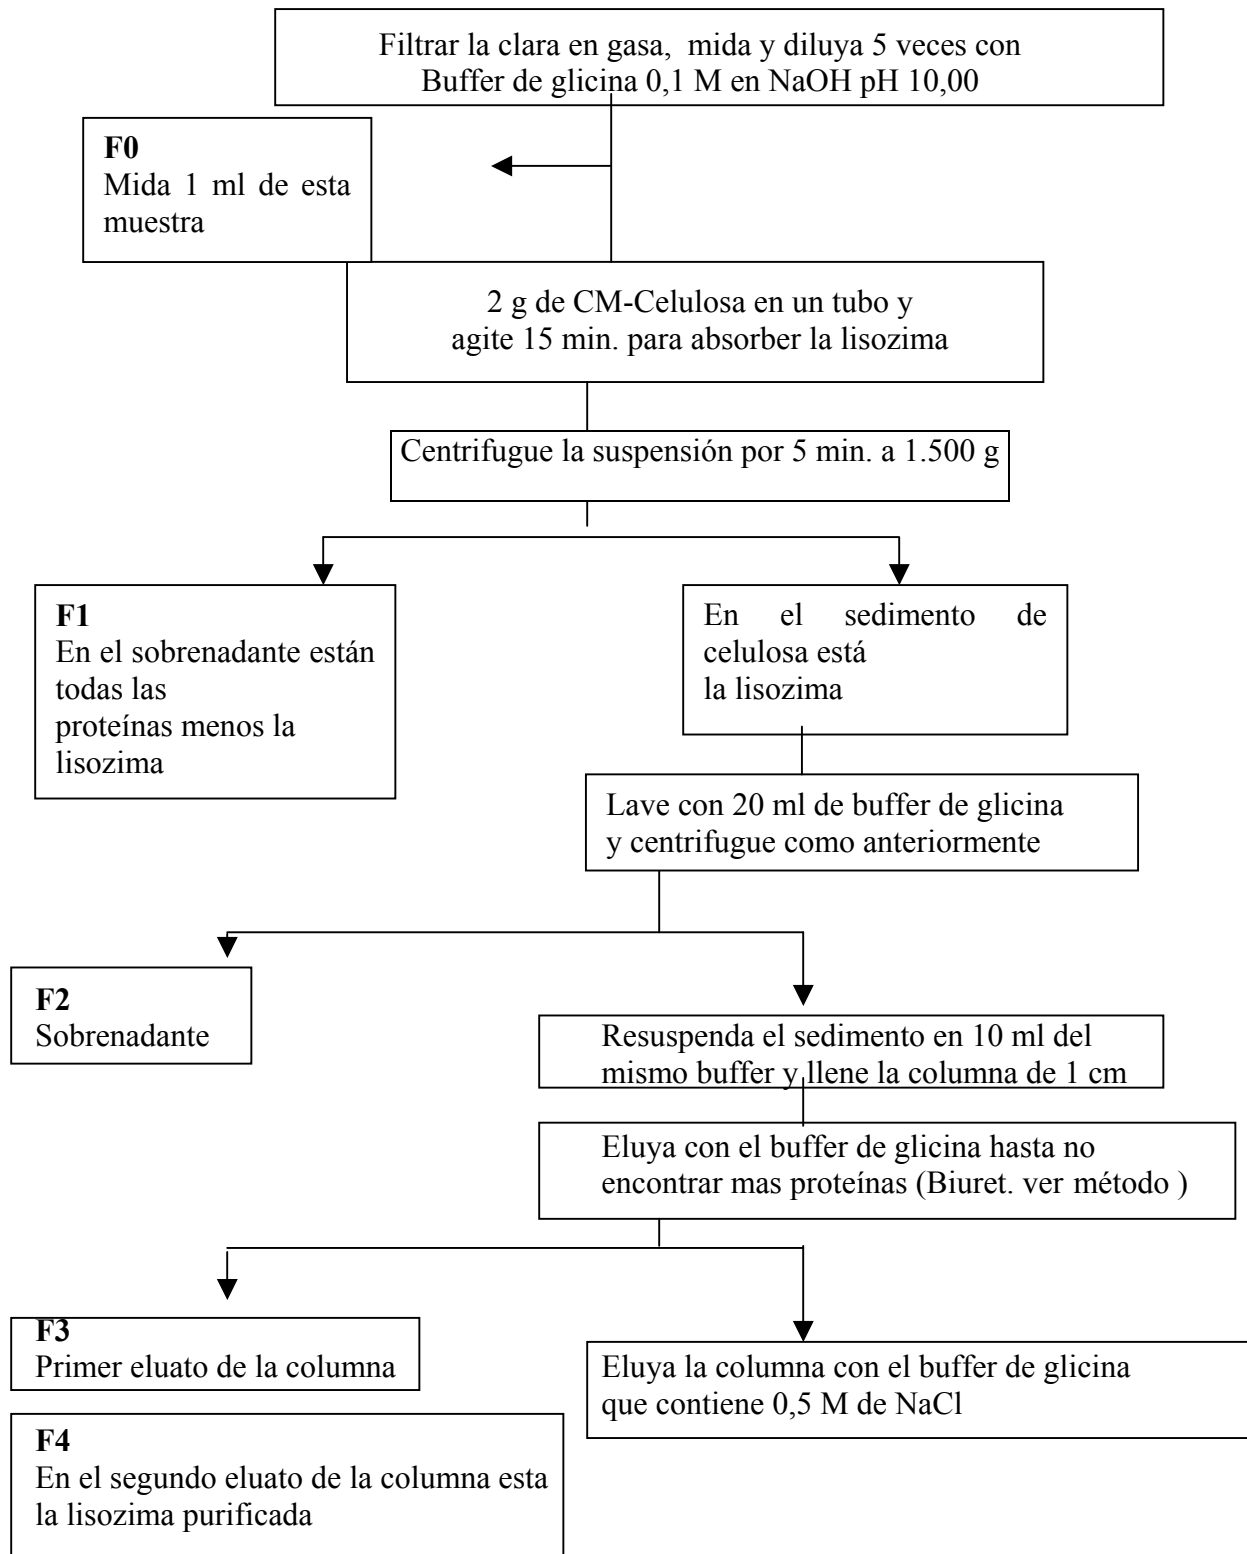 Filtrar la clara en gasa, mida y diluya 5 veces con
Buffer de glicina 0,1 M en NaOH pH 10,00
F0
Mida 1 ml de esta
muestra
2 g de CM-Celulosa en un tubo y
agite 15 min. para absorber la lisozima
Centrifugue la suspensión por 5 min. a 1.500 g
F1
En el sobrenadante están
todas las
proteínas menos la
lisozima
En el sedimento de
celulosa está
la lisozima
Lave con 20 ml de buffer de glicina
y centrifugue como anteriormente
F2
Sobrenadante
Resuspenda el sedimento en 10 ml del
mismo buffer y llene la columna de 1 cm
Eluya con el buffer de glicina hasta no
encontrar mas proteínas (Biuret. ver método )
F3
Primer eluato de la columna
Eluya la columna con el buffer de glicina
que contiene 0,5 M de NaCl
F4
En el segundo eluato de la columna esta
la lisozima purificada